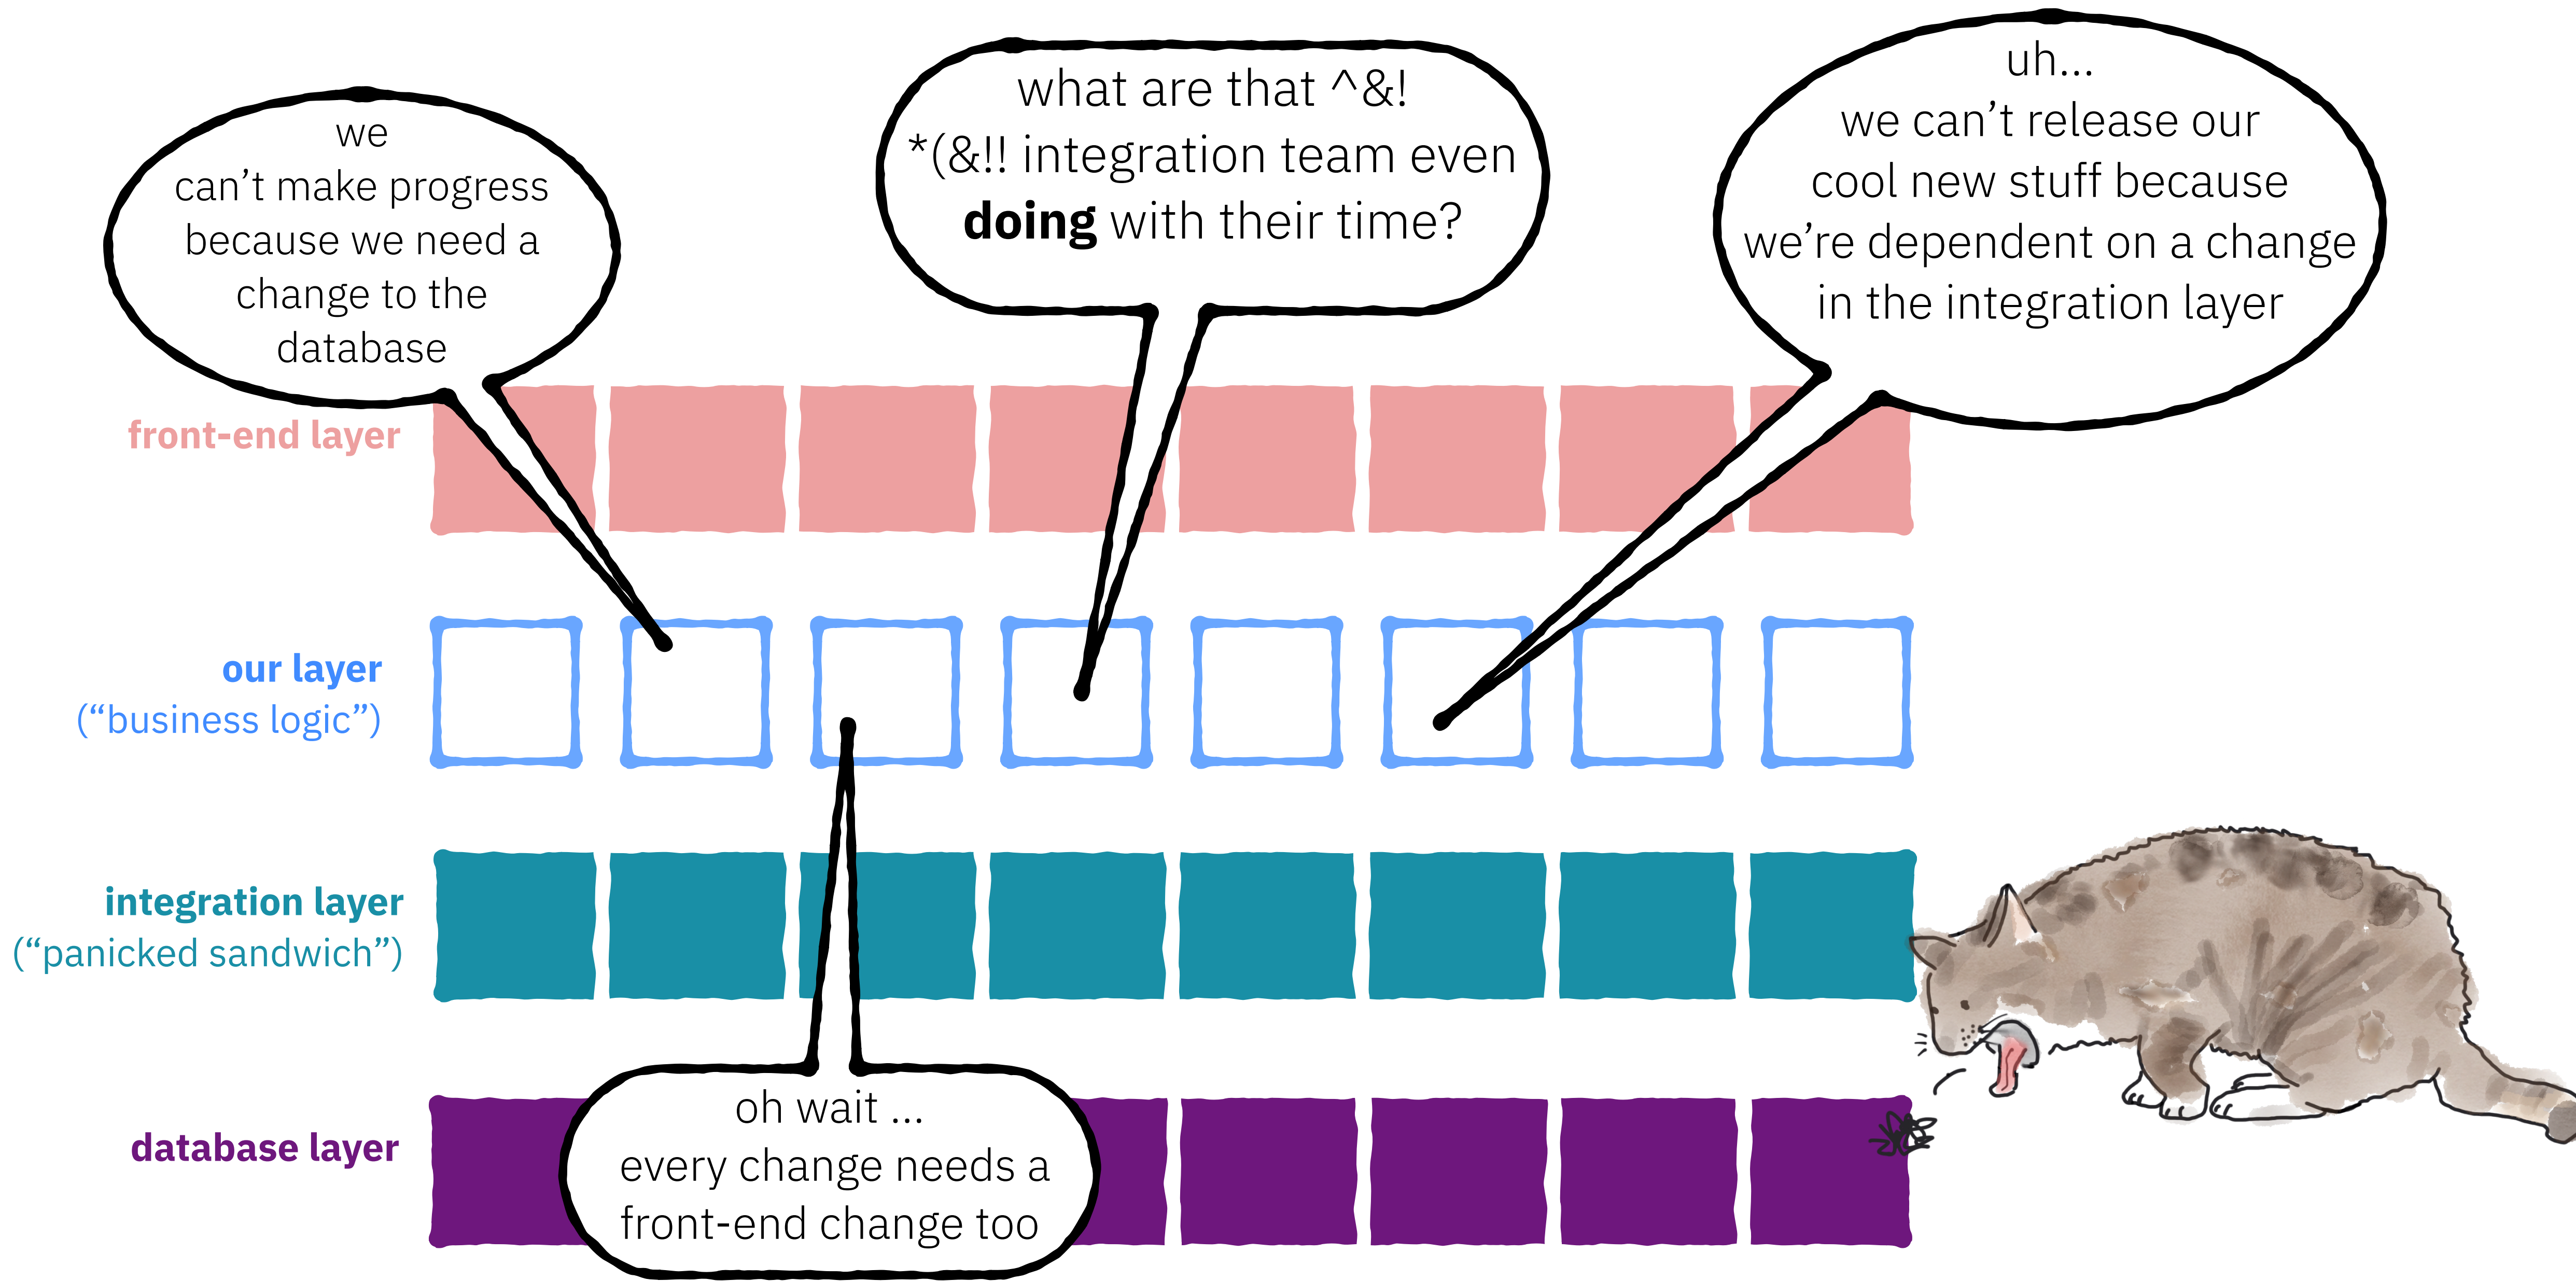 we
can’t make progress
because we need a
change to the
database
what are that ^&!
*(&!! integration team even
doing with their time?
uh...
we can’t release our
cool new stuff because
we’re dependent on a change
in the integration layer
front-end layer
our layer
(“business logic”)
integration layer
(“panicked sandwich”)
database layer
oh wait ...
every change needs a
front-end change too